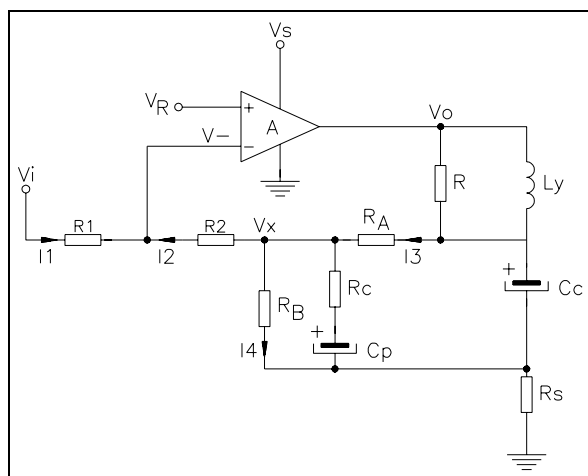 Vs
VR
+
Vo
A
V-
-
Vi
R
Ly
R1
R2
Vx
RA
I1
I2
I3
+
Rc
Cc
RB
+
I4
Cp
Rs